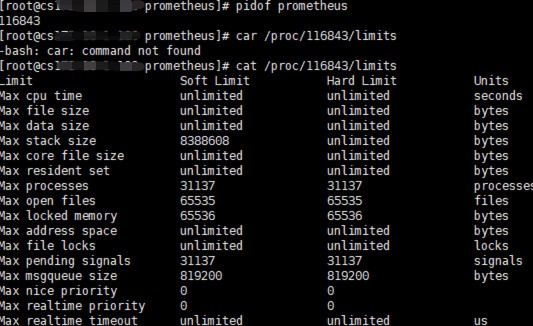 [root@cs prometheus]# pidof prometheus
116843
[root@cs prometheus]# car /proc/116843/limits
-bash: car: command not found
[root@cs prometheus]# cat /proc/116843/limits
Limit Soft Limit Hard Limit Units
Max cpu time unlimited unlimited seconds
Max file size unlimited unlimited bytes
Max data size unlimited unlimited bytes
Max stack size 8388608 unlimited bytes
Max core file size unlimited unlimited bytes
Max resident set unlimited unlimited bytes
Max processes 31137 31137 processes
Max open files 65535 65535 files
Max locked memory 65536 65536 bytes
Max address space unlimited unlimited bytes
Max file locks unlimited unlimited locks
Max pending signals 31137 31137 signals
Max msgqueue size 819200 819200 bytes
Max nice priority 0 0
Max realtime priority 0 0
Max realtime timeout unlimited unlimited us